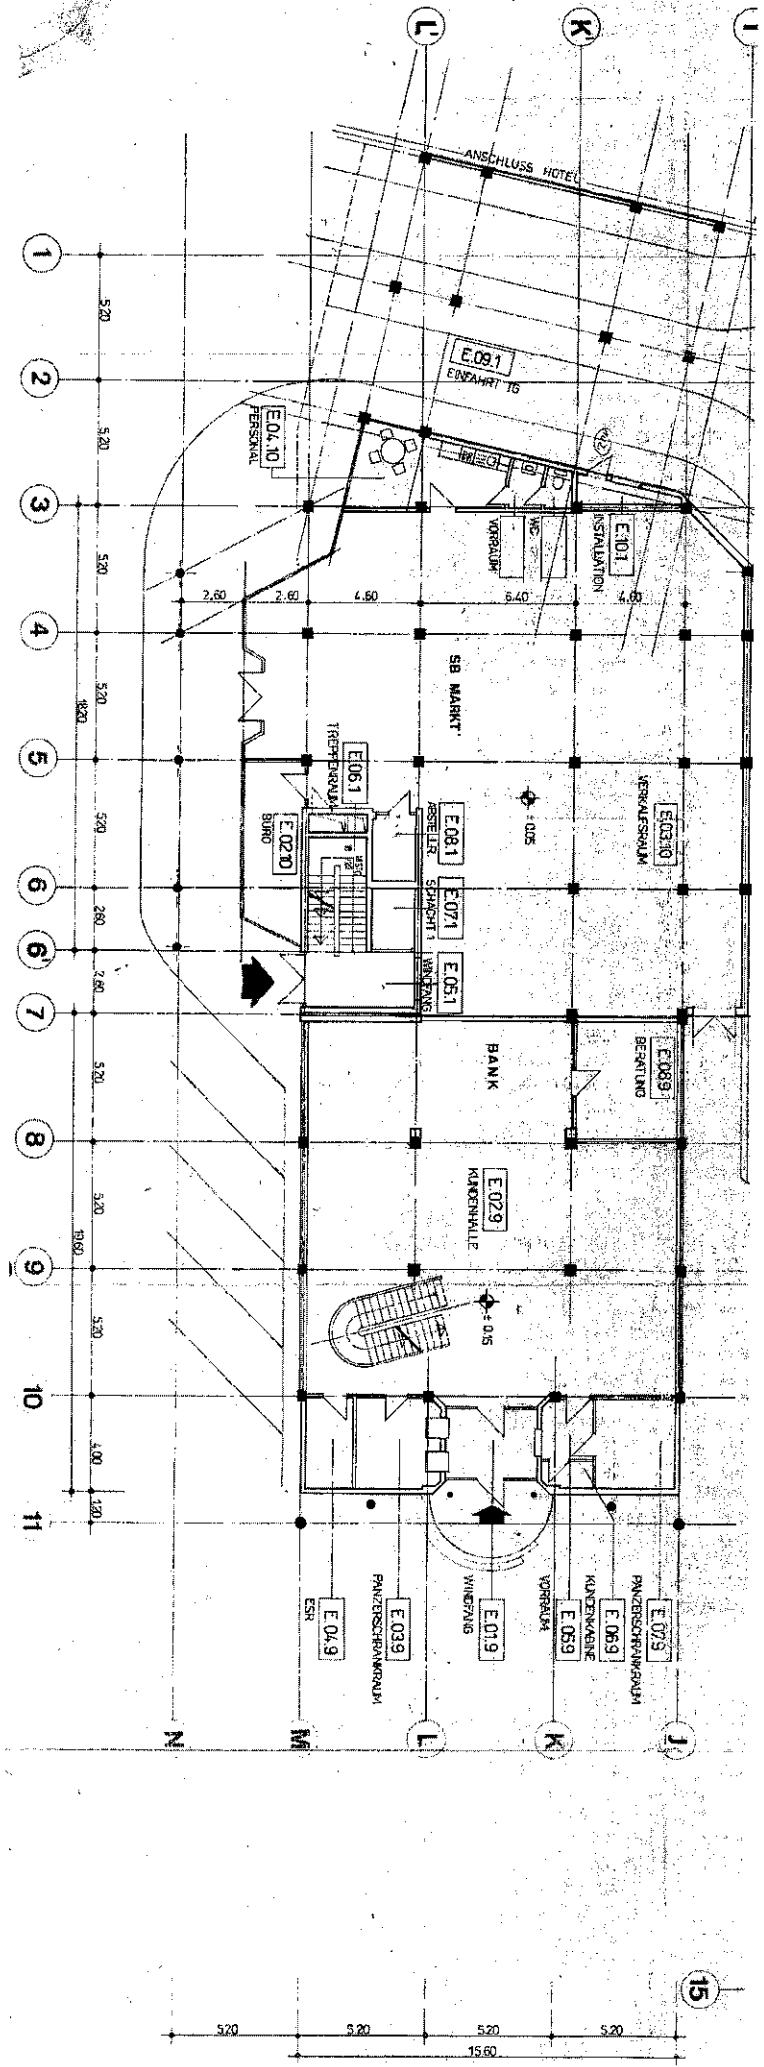 L'
K'
ANSCHLUSS HOTEL
1
5.20
2
E.09.1
EINFAHRT TG
5.20
E.04.10
PERSONAL
3
VORRAUM
WC
E.10.1
INSTALLATION
5.20
2.60
2.60
4.60
6.40
4.60
4
SB MARKT
5.20
18.20
5
E.06.1
TREPPENRAUM
E.03.10
VERKAUFSRAUM
± 0.05
E.02.10
BÜRO
E.08.1
ABSTELLR.
5.20
6
E.07.1
SCHACHT 1
2.60
6'
E.05.1
WINDFANG
2.60
7
BANK
E.08.9
BERATUNG
5.20
8
E.02.9
KUNDENHALLE
5.20
19.60
9
± 0.15
5.20
10
4.00
1.20
11
E.04.9
ESR
E.03.9
PANZERSCHRANKRAUM
E.01.9
WINDFANG
E.05.9
VORRAUM
E.06.9
KUNDENKABINE
E.07.9
PANZERSCHRANKRAUM
N
M
L
K
J
15
5.20
5.20
5.20
5.20
15.60